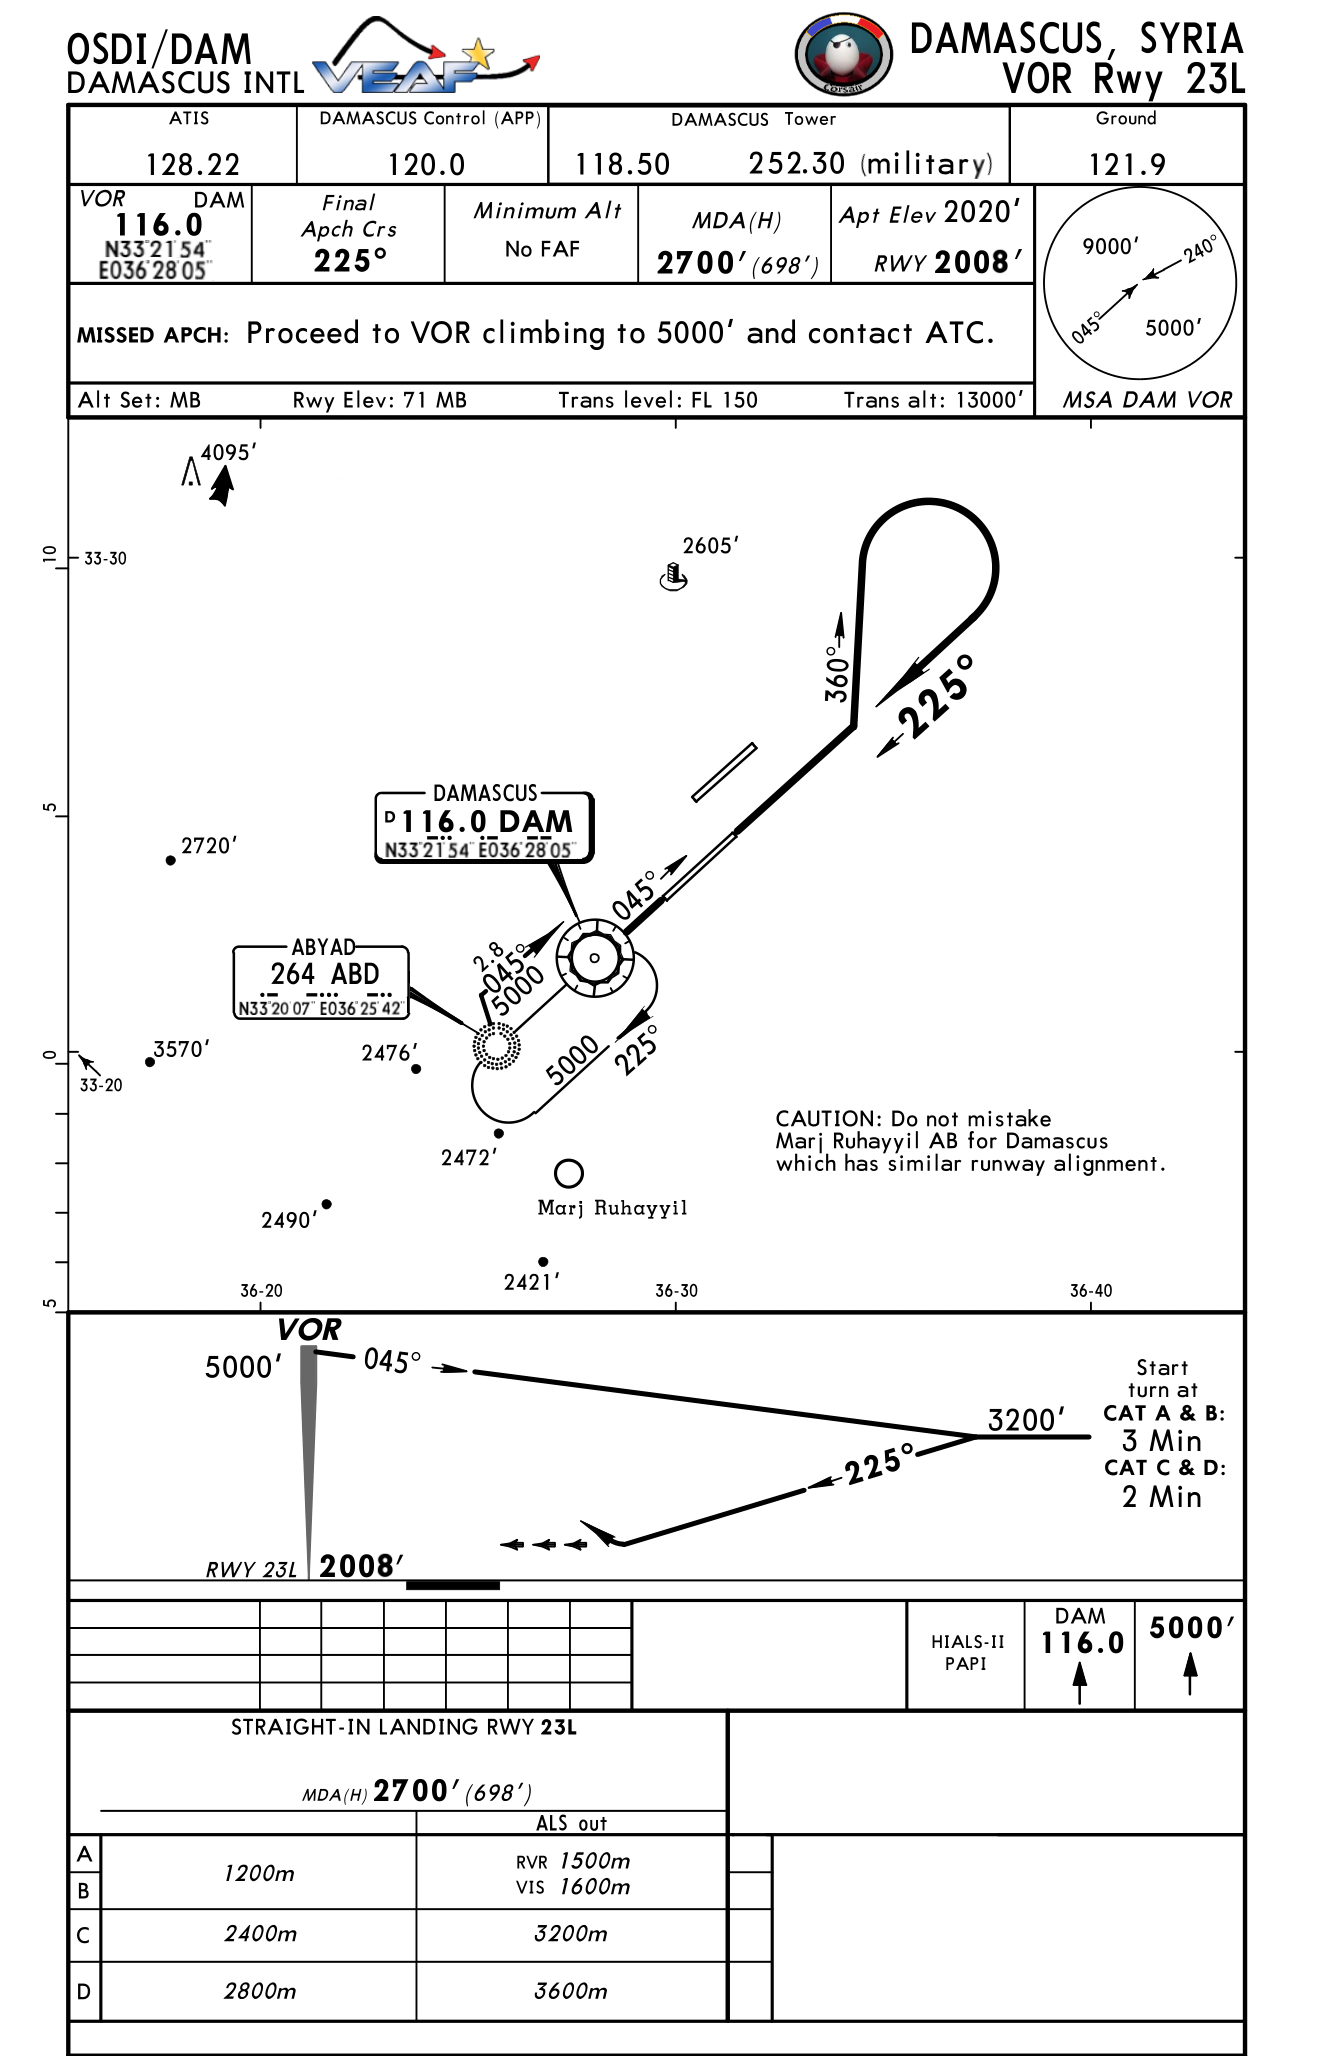 OSDI/DAM
DAMASCUS INTL
VEAF
Corsair
DAMASCUS, SYRIA
VOR Rwy 23L
ATIS
128.22
DAMASCUS Control (APP)
120.0
DAMASCUS Tower
118.50 252.30 (military)
Ground
121.9
VOR DAM
116.0
N33°21'54"
E036°28'05"
Final
Apch Crs
225°
Minimum Alt
No FAF
MDA(H)
2700' (698')
Apt Elev 2020'
RWY 2008'
9000'
240°
045°
5000'
MSA DAM VOR
MISSED APCH: Proceed to VOR climbing to 5000' and contact ATC.
Alt Set: MB Rwy Elev: 71 MB Trans level: FL 150 Trans alt: 13000'
4095'
10
33-30
2605'
360°
225°
5
DAMASCUS
D 116.0 DAM
N33°21'54" E036°28'05"
2720'
045°
2.8
045°
5000
ABYAD
264 ABD
N33°20'07" E036°25'42"
0
33-20
3570'
2476'
5000
225°
CAUTION: Do not mistake
Marj Ruhayyil AB for Damascus
which has similar runway alignment.
2472'
Marj Ruhayyil
2490'
2421'
5
36-20
36-30
36-40
VOR
5000'
045°
3200'
225°
Start
turn at
CAT A & B:
3 Min
CAT C & D:
2 Min
RWY 23L 2008'
HIALS-II
PAPI
DAM
116.0
5000'
STRAIGHT-IN LANDING RWY 23L
MDA(H) 2700' (698')
ALS out
A
B
1200m
RVR 1500m
VIS 1600m
C 2400m 3200m
D 2800m 3600m